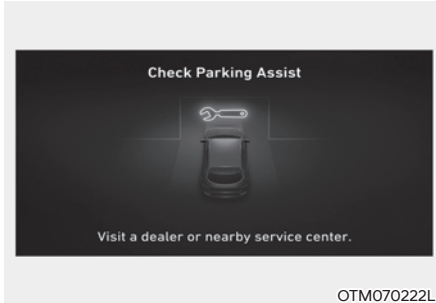 Check Parking Assist
Visit a dealer or nearby service center.
OTM070222L